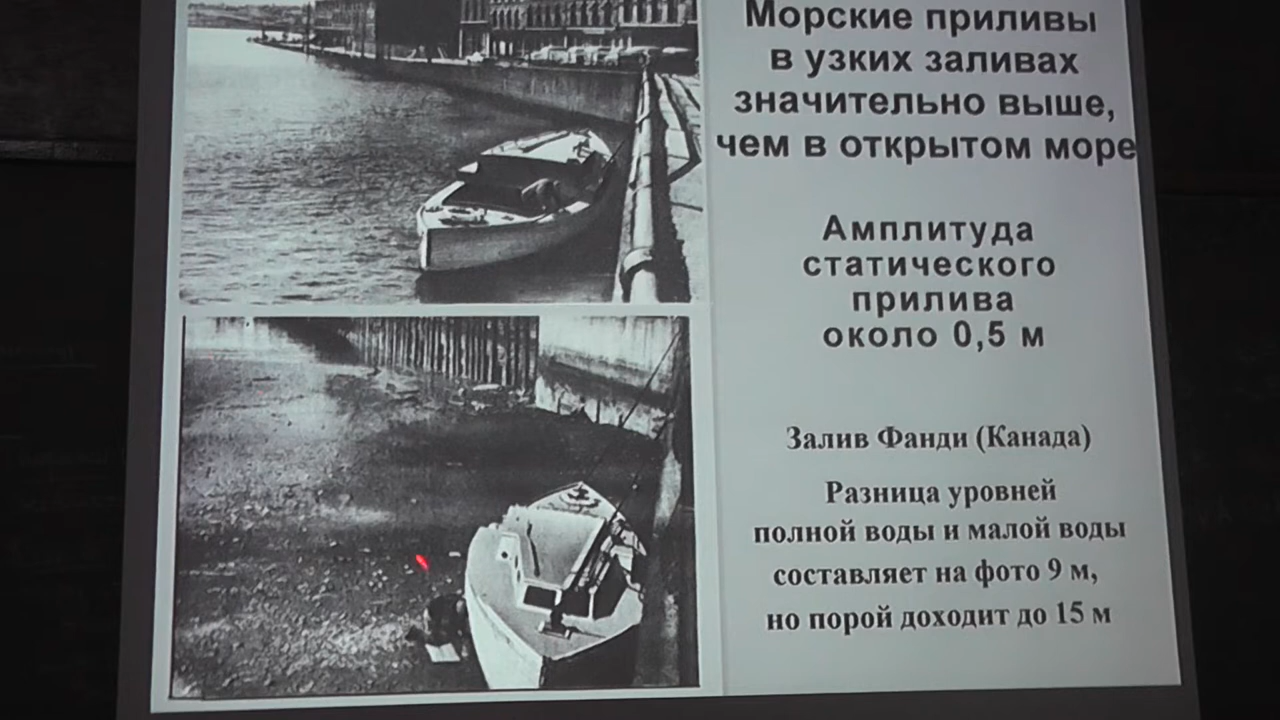 Морские приливы
в узких заливах
значительно выше,
чем в открытом море
Амплитуда
статического
прилива
около 0,5 м
Залив Фанди (Канада)
Разница уровней
полной воды и малой воды
составляет на фото 9 м,
но порой доходит до 15 м